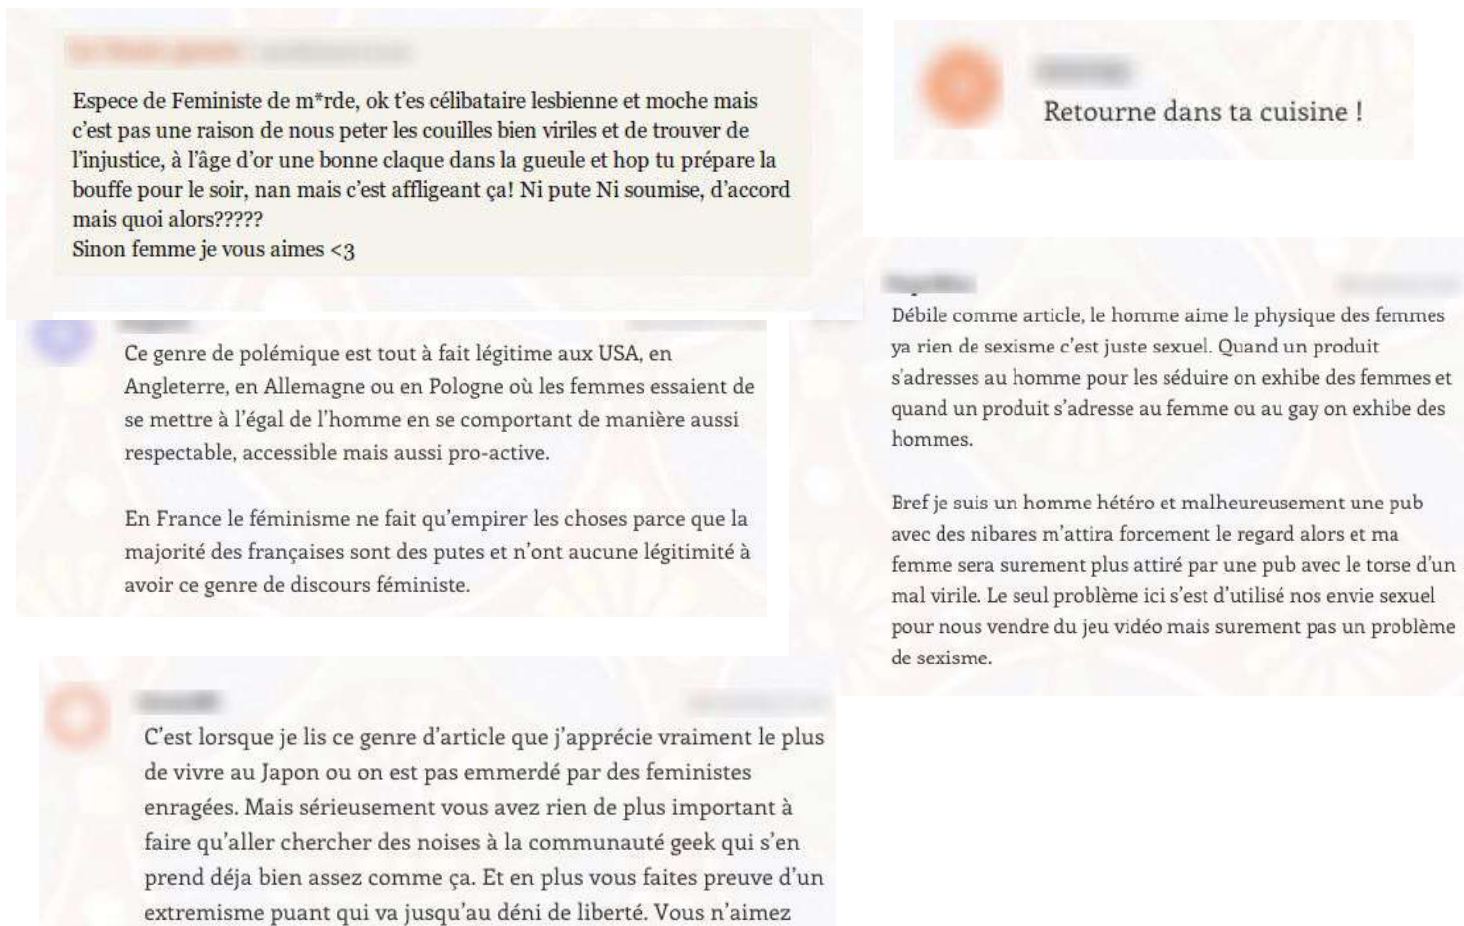 Espece de Feministe de m*rde, ok t'es célibataire lesbienne et moche mais
c'est pas une raison de nous peter les couilles bien viriles et de trouver de
l'injustice, à l'âge d'or une bonne claque dans la gueule et hop tu prépare la
bouffe pour le soir, nan mais c'est affligeant ça! Ni pute Ni soumise, d'accord
mais quoi alors?????
Sinon femme je vous aimes <3
Retourne dans ta cuisine !
Ce genre de polémique est tout à fait légitime aux USA, en
Angleterre, en Allemagne ou en Pologne où les femmes essaient de
se mettre à l'égal de l'homme en se comportant de manière aussi
respectable, accessible mais aussi pro-active.
En France le féminisme ne fait qu'empirer les choses parce que la
majorité des françaises sont des putes et n'ont aucune légitimité à
avoir ce genre de discours féministe.
Débile comme article, le homme aime le physique des femmes
ya rien de sexisme c'est juste sexuel. Quand un produit
s'adresses au homme pour les séduire on exhibe des femmes et
quand un produit s'adresse au femme ou au gay on exhibe des
hommes.
Bref je suis un homme hétéro et malheureusement une pub
avec des nibares m'attira forcement le regard alors et ma
femme sera surement plus attiré par une pub avec le torse d'un
mal virile. Le seul problème ici s'est d'utilisé nos envie sexuel
pour nous vendre du jeu vidéo mais surement pas un problème
de sexisme.
C'est lorsque je lis ce genre d'article que j'apprécie vraiment le plus
de vivre au Japon ou on est pas emmerdé par des feministes
enragées. Mais sérieusement vous avez rien de plus important à
faire qu'aller chercher des noises à la communauté geek qui s'en
prend déja bien assez comme ça. Et en plus vous faites preuve d'un
extremisme puant qui va jusqu'au déni de liberté. Vous n'aimez